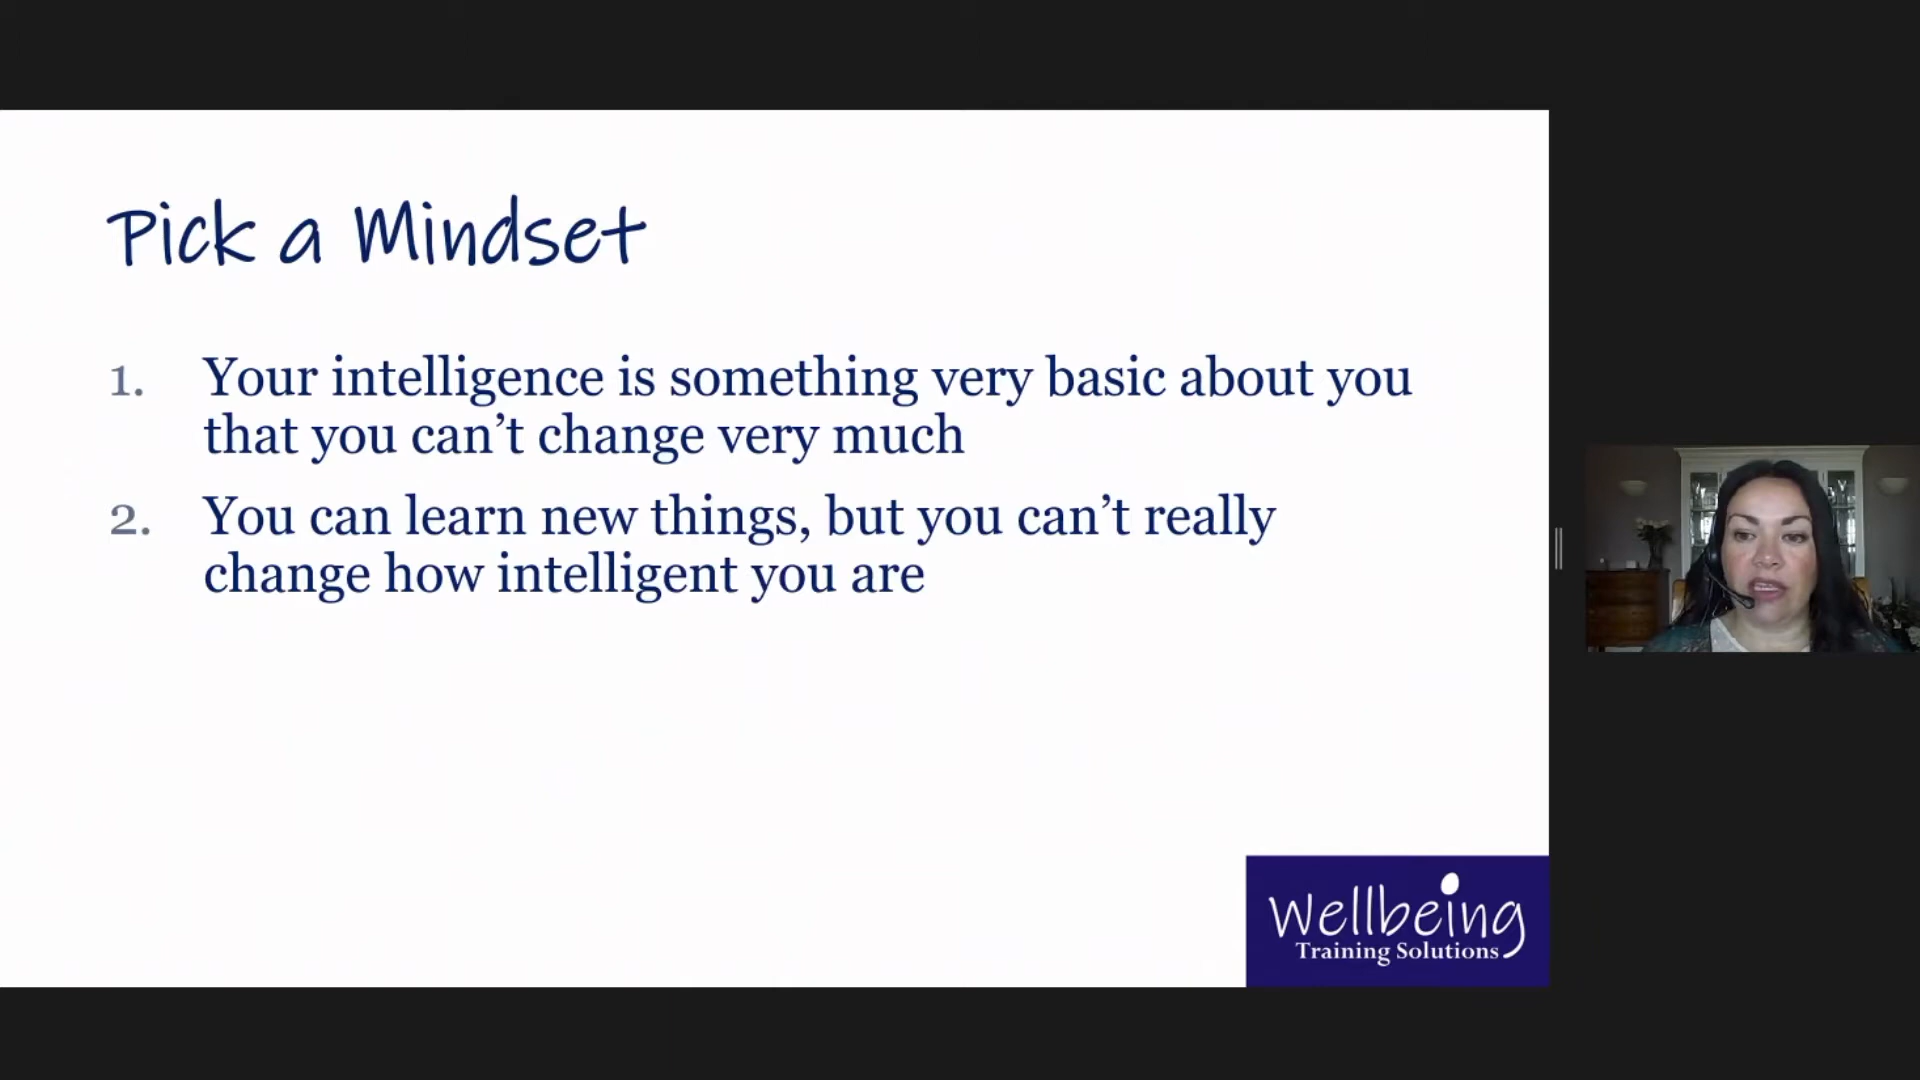 Pick a Mindset
1. Your intelligence is something very basic about you
that you can’t change very much
2. You can learn new things, but you can’t really
change how intelligent you are
Wellbeing
Training Solutions